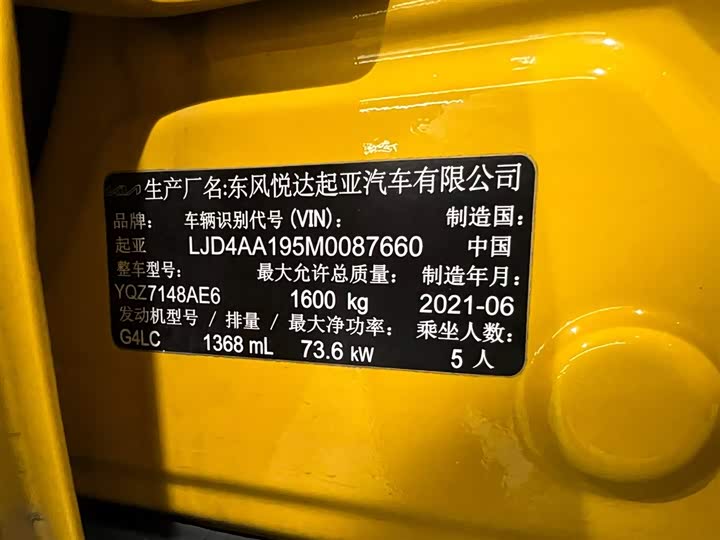 生产厂名:东风悦达起亚汽车有限公司
品牌: 车辆识别代号(VIN): 制造国:
起亚 LJD4AA195M0087660 中国
整车型号: 最大允许总质量: 制造年月:
YQZ7148AE6 1600 kg 2021-06
发动机型号 / 排量 / 最大净功率: 乘坐人数:
G4LC 1368 mL 73.6 kW 5 人